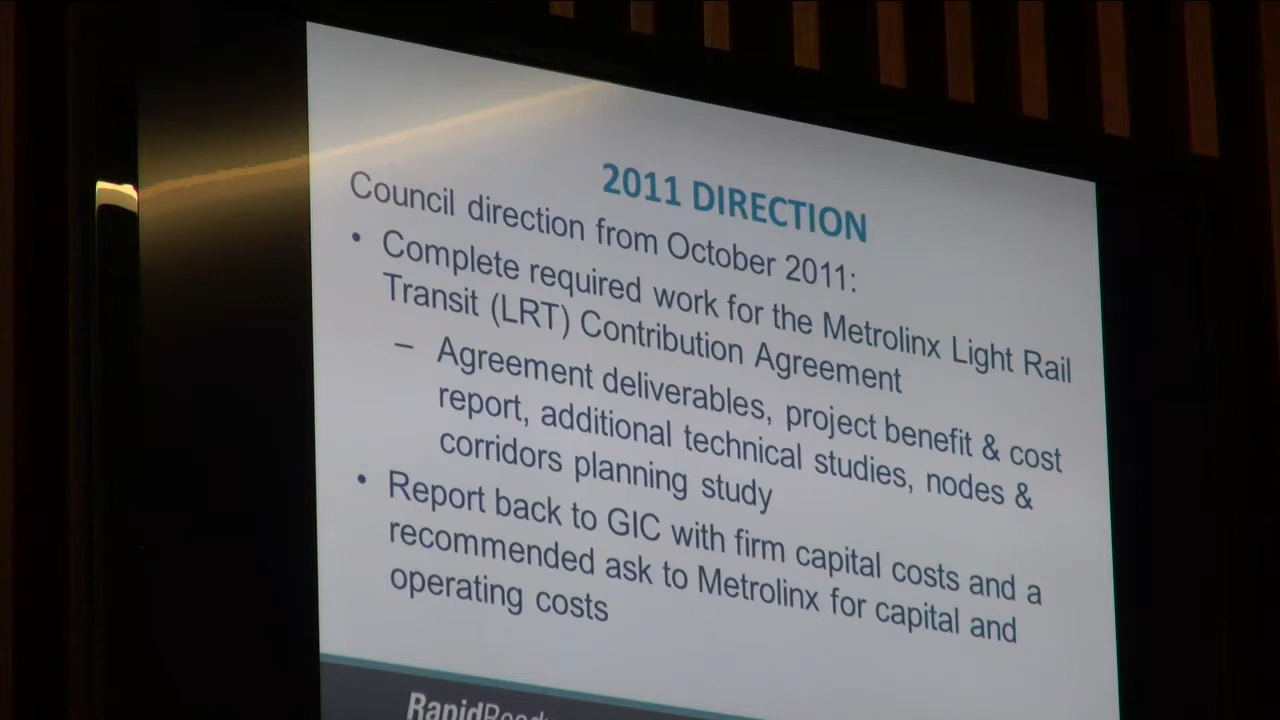 2011 DIRECTION
Council direction from October 2011:
• Complete required work for the Metrolinx Light Rail
Transit (LRT) Contribution Agreement
– Agreement deliverables, project benefit & cost
report, additional technical studies, nodes &
corridors planning study
• Report back to GIC with firm capital costs and a
recommended ask to Metrolinx for capital and
operating costs
RapidReady